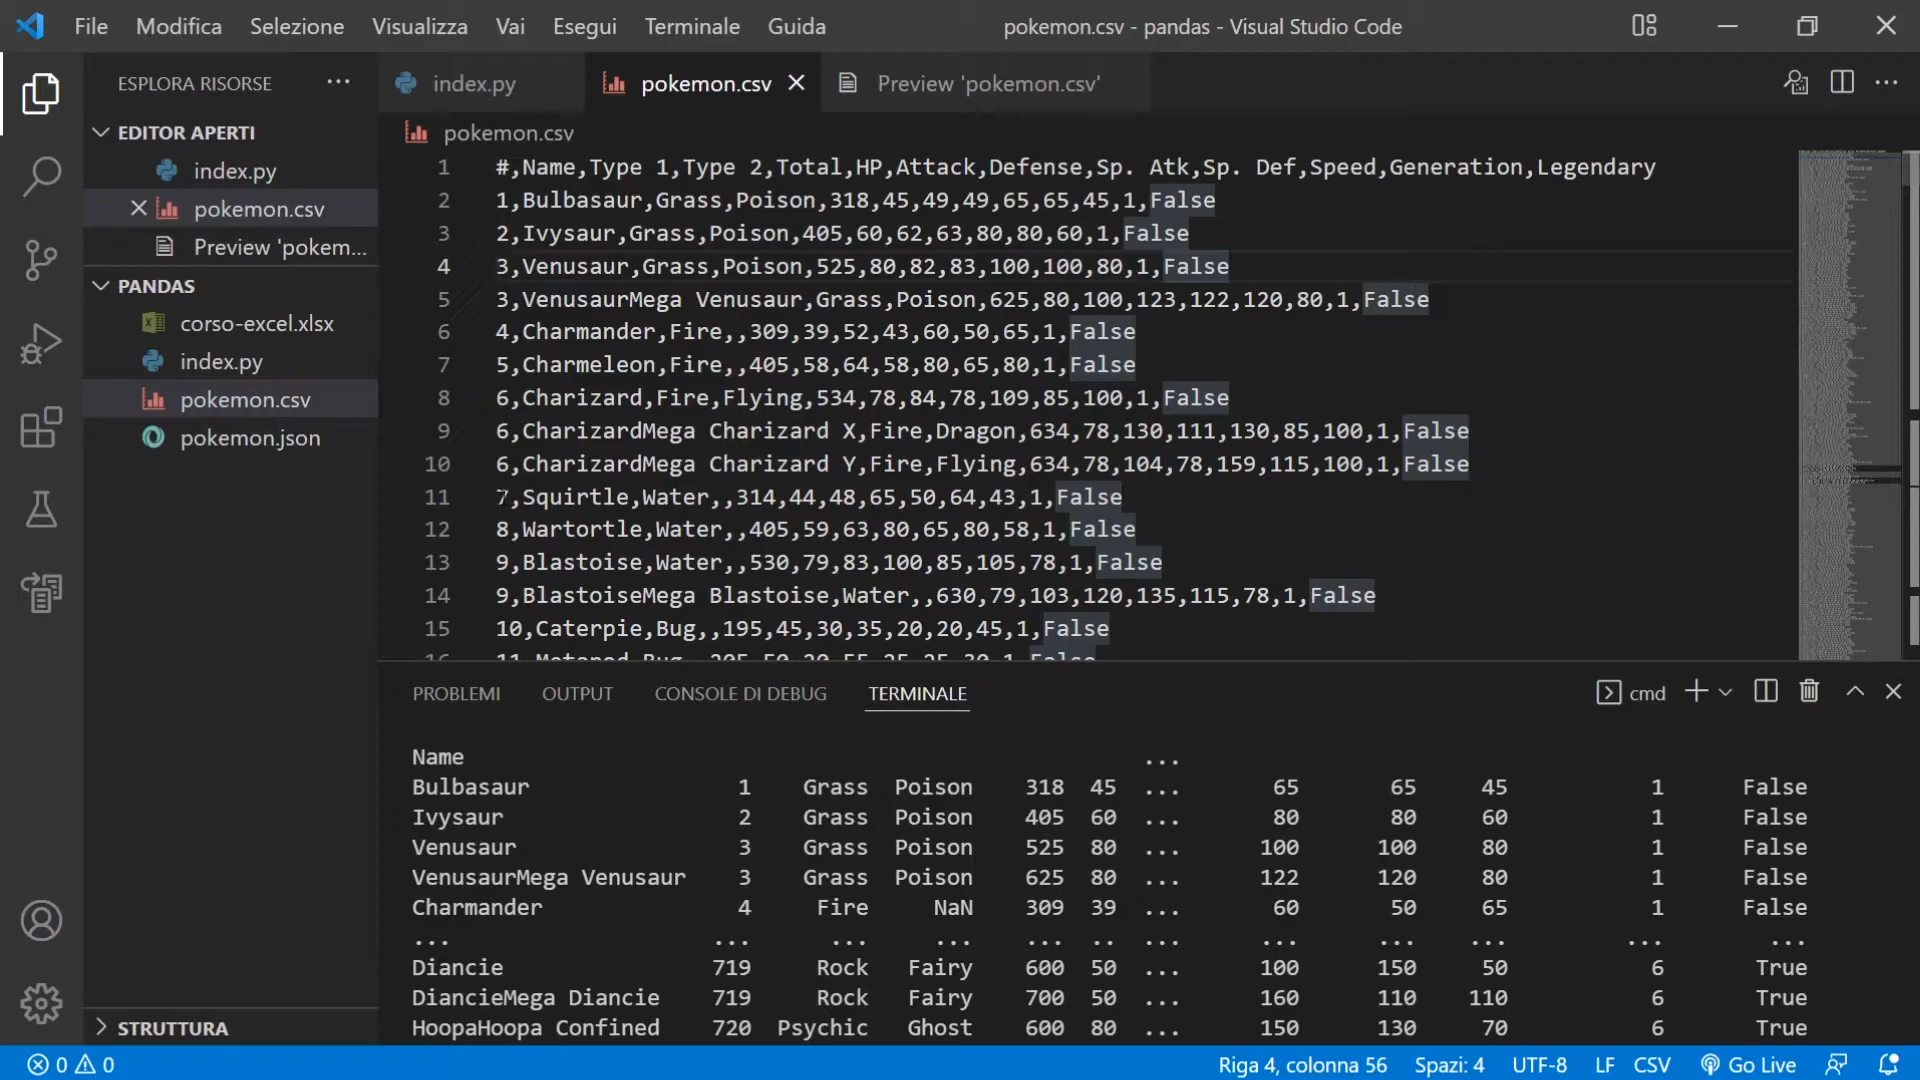 File Modifica Selezione Visualizza Vai Esegui Terminale Guida pokemon.csv - pandas - Visual Studio Code
ESPLORA RISORSE
index.py pokemon.csv Preview 'pokemon.csv'
EDITOR APERTI
index.py
pokemon.csv
Preview 'pokem...
PANDAS
corso-excel.xlsx
index.py
pokemon.csv
pokemon.json
STRUTTURA
pokemon.csv
1 #,Name,Type 1,Type 2,Total,HP,Attack,Defense,Sp. Atk,Sp. Def,Speed,Generation,Legendary
2 1,Bulbasaur,Grass,Poison,318,45,49,49,65,65,45,1,False
3 2,Ivysaur,Grass,Poison,405,60,62,63,80,80,60,1,False
4 3,Venusaur,Grass,Poison,525,80,82,83,100,100,80,1,False
5 3,VenusaurMega Venusaur,Grass,Poison,625,80,100,123,122,120,80,1,False
6 4,Charmander,Fire,,309,39,52,43,60,50,65,1,False
7 5,Charmeleon,Fire,,405,58,64,58,80,65,80,1,False
8 6,Charizard,Fire,Flying,534,78,84,78,109,85,100,1,False
9 6,CharizardMega Charizard X,Fire,Dragon,634,78,130,111,130,85,100,1,False
10 6,CharizardMega Charizard Y,Fire,Flying,634,78,104,78,159,115,100,1,False
11 7,Squirtle,Water,,314,44,48,65,50,64,43,1,False
12 8,Wartortle,Water,,405,59,63,80,65,80,58,1,False
13 9,Blastoise,Water,,530,79,83,100,85,105,78,1,False
14 9,BlastoiseMega Blastoise,Water,,630,79,103,120,135,115,78,1,False
15 10,Caterpie,Bug,,195,45,30,35,20,20,45,1,False
16 11,Metapod,Bug,,205,50,20,55,25,25,30,1,False
PROBLEMI OUTPUT CONSOLE DI DEBUG TERMINALE cmd
Name ...
Bulbasaur 1 Grass Poison 318 45 ... 65 65 45 1 False
Ivysaur 2 Grass Poison 405 60 ... 80 80 60 1 False
Venusaur 3 Grass Poison 525 80 ... 100 100 80 1 False
VenusaurMega Venusaur 3 Grass Poison 625 80 ... 122 120 80 1 False
Charmander 4 Fire NaN 309 39 ... 60 50 65 1 False
... ... ... ... ... .. ... ... ... ... ... ...
Diancie 719 Rock Fairy 600 50 ... 100 150 50 6 True
DiancieMega Diancie 719 Rock Fairy 700 50 ... 160 110 110 6 True
HoopaHoopa Confined 720 Psychic Ghost 600 80 ... 150 130 70 6 True
0 0 Riga 4, colonna 56 Spazi: 4 UTF-8 LF CSV Go Live